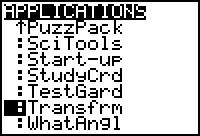 APPLICATIONS
↑PuzzPack
:SciTools
:Start-up
:StudyCrd
:TestGard
:Transfrm
:WhatAngl